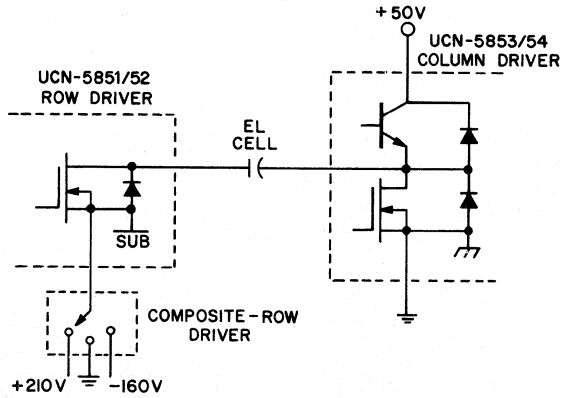 +50V
UCN-5853/54
COLUMN DRIVER
UCN-5851/52
ROW DRIVER
EL
CELL
SUB
COMPOSITE-ROW
DRIVER
+210V
-160V